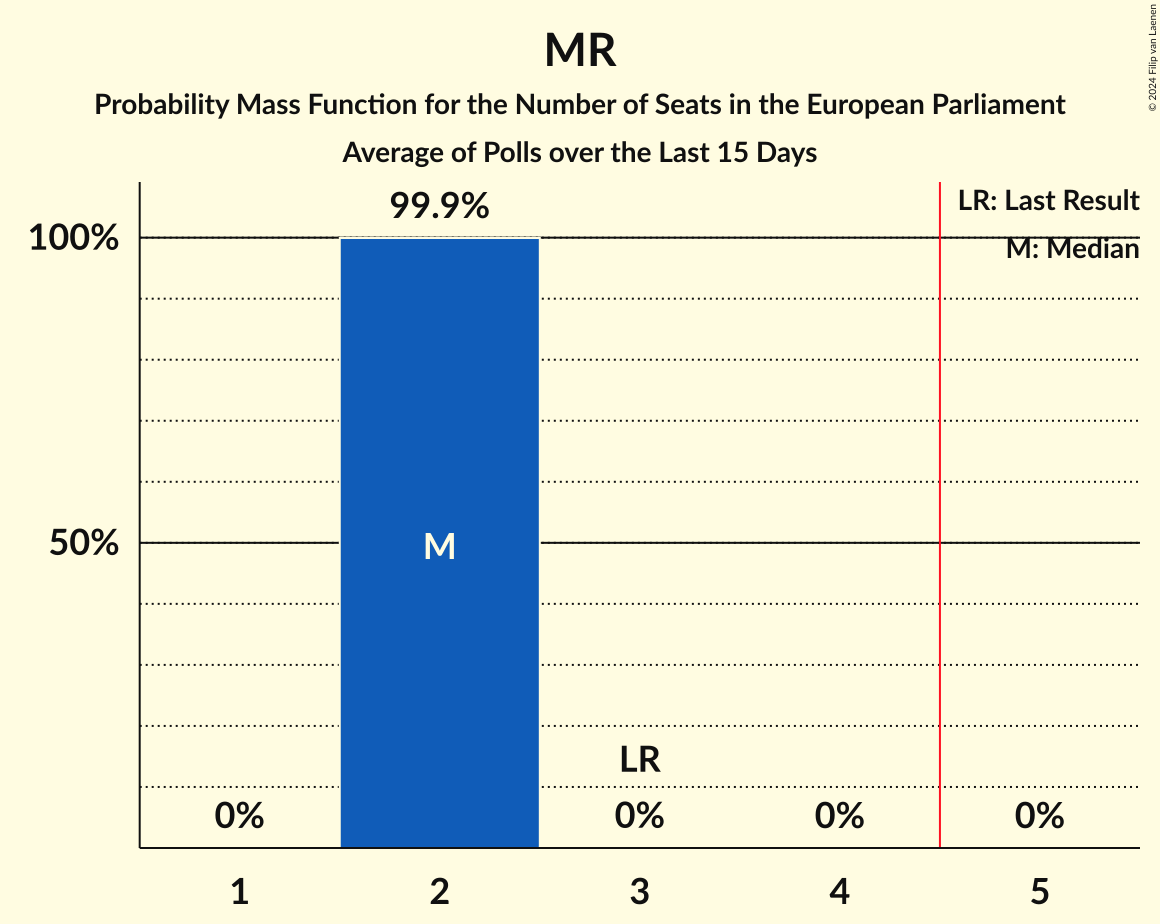 MR
Probability Mass Function for the Number of Seats in the European Parliament
Average of Polls over the Last 15 Days
© 2024 Filip van Laenen
LR: Last Result
M: Median
99.9%
100%
50%
M
LR
0%
0%
0%
0%
1
2
3
4
5